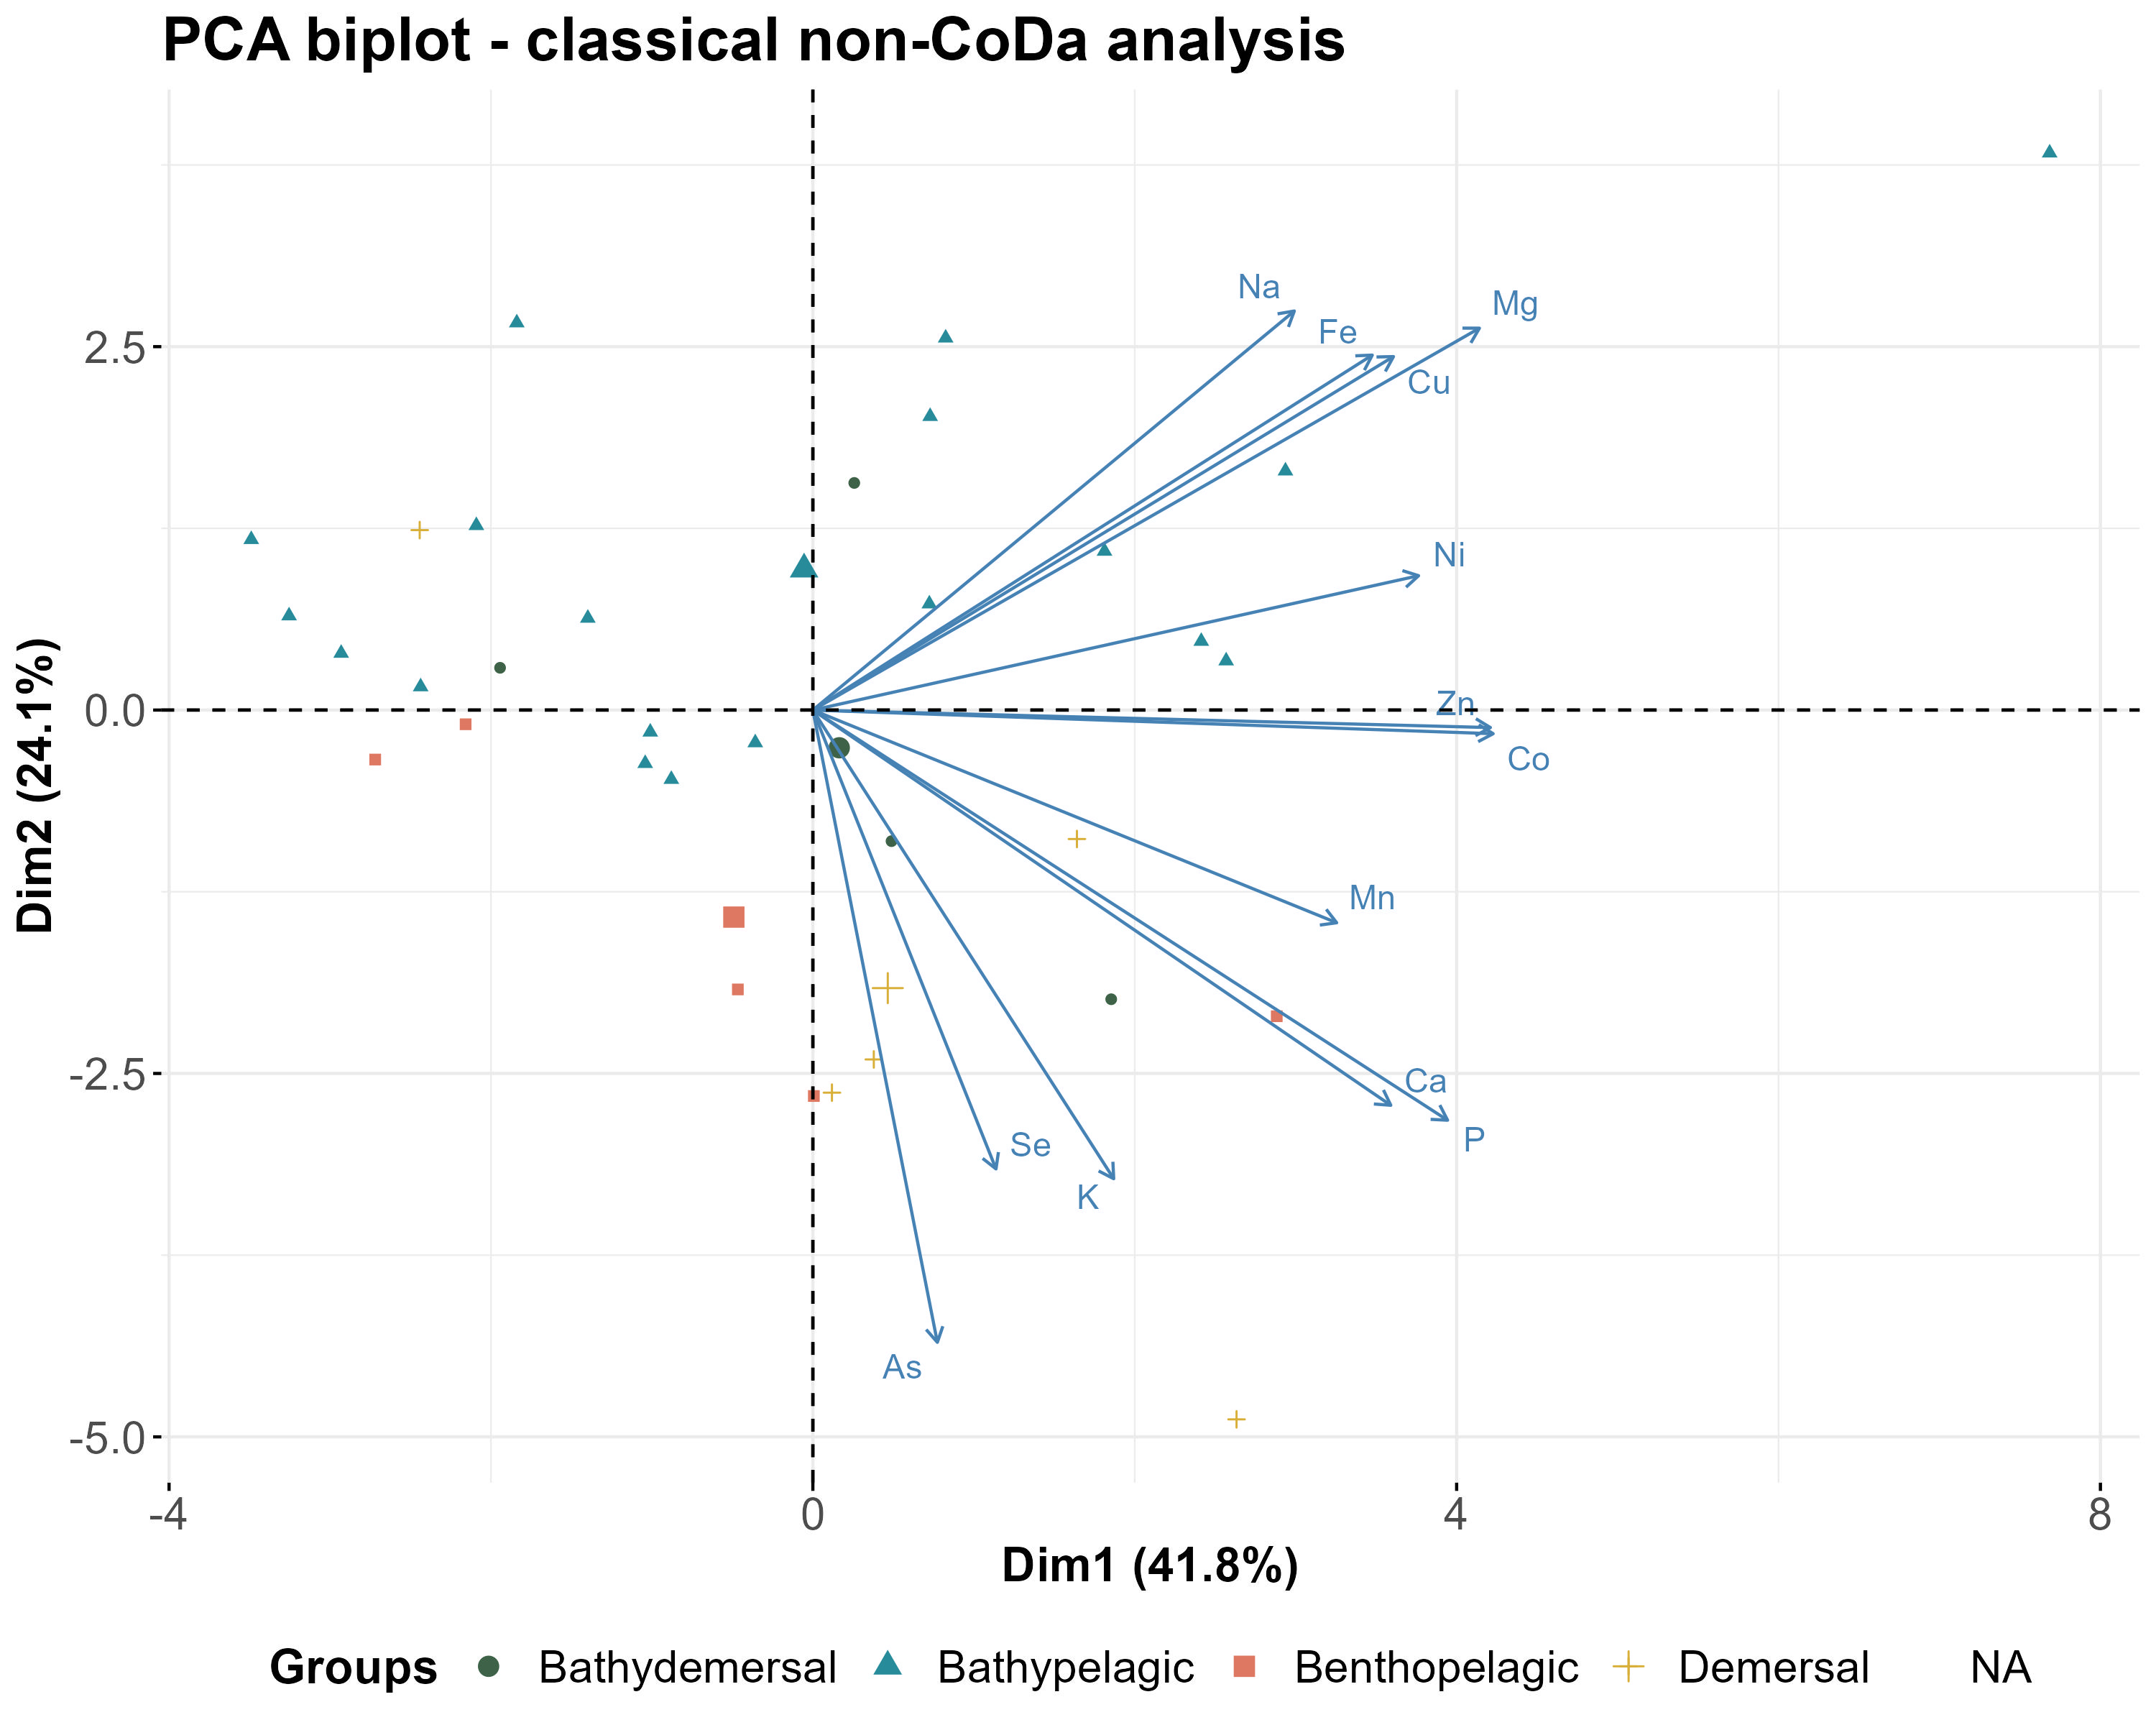 PCA biplot - classical non-CoDa analysis
Na
Mg
Fe
Cu
2.5
Ni
Zn
0.0
Co
Dim2 (24.1%)
Mn
Ca
-2.5
P
Se
K
As
-5.0
-4 0 4 8
Dim1 (41.8%)
Groups Bathydemersal Bathypelagic Benthopelagic Demersal NA